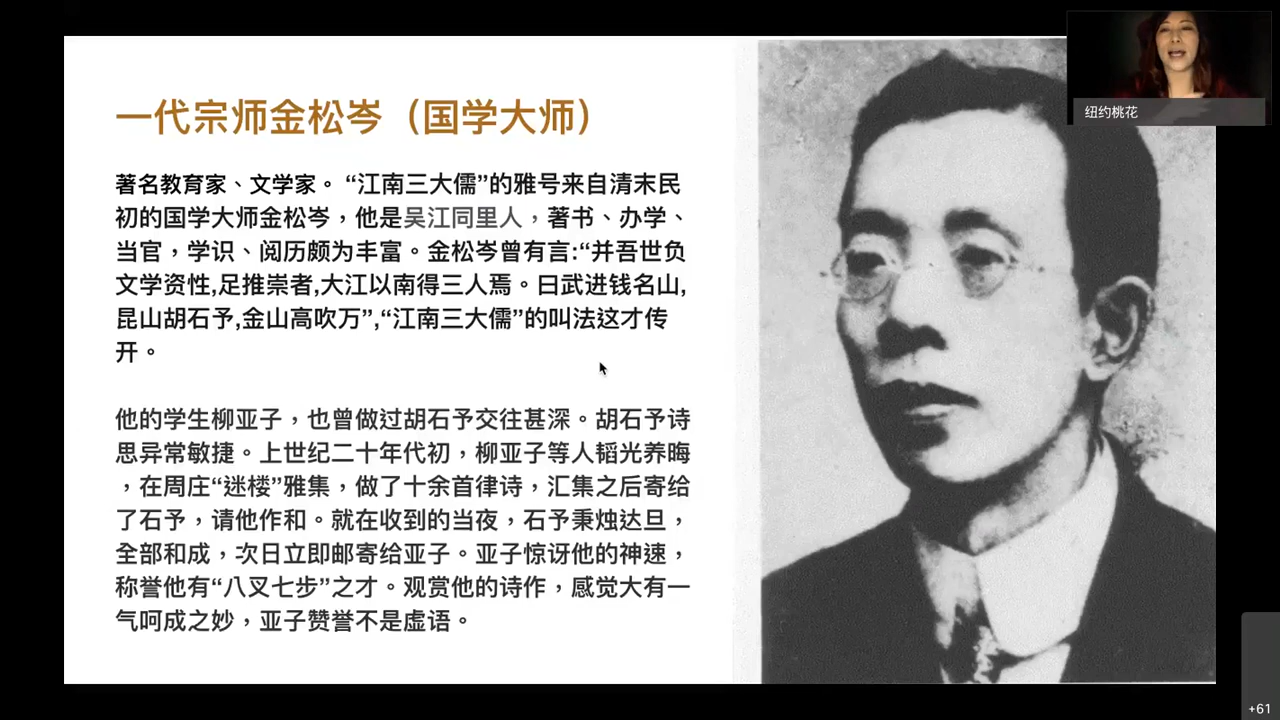 一代宗师金松岑（国学大师）
著名教育家、文学家。“江南三大儒”的雅号来自清末民
初的国学大师金松岑，他是吴江同里人，著书、办学、
当官，学识、阅历颇为丰富。金松岑曾有言:“并吾世负
文学资性,足推崇者,大江以南得三人焉。曰武进钱名山,
昆山胡石予,金山高吹万”,“江南三大儒”的叫法这才传
开。
他的学生柳亚子，也曾做过胡石予交往甚深。胡石予诗
思异常敏捷。上世纪二十年代初，柳亚子等人韬光养晦
，在周庄“迷楼”雅集，做了十余首律诗，汇集之后寄给
了石予，请他作和。就在收到的当夜，石予秉烛达旦，
全部和成，次日立即邮寄给亚子。亚子惊讶他的神速，
称誉他有“八叉七步”之才。观赏他的诗作，感觉大有一
气呵成之妙，亚子赞誉不是虚语。
纽约桃花
+61